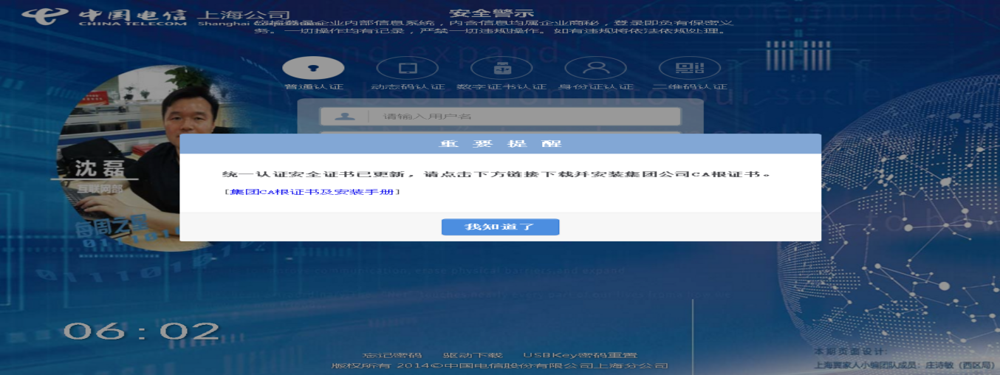 中国电信 上海公司
CHINA TELECOM Shanghai
安全警示
企业内部信息系统，内含信息均属企业商秘，登录即负有保密义
务。一切操作均有记录，严禁一切违规操作。如有违规将依法依规处理。
普通认证 动态码认证 数字证书认证 身份证认证 二维码认证
请输入用户名
重要提醒
统一认证安全证书已更新，请点击下方链接下载并安装集团公司CA根证书。
[集团CA根证书及安装手册]
我知道了
沈磊
互联网部
每周之星
06:02
忘记密码 驱动下载 USBKey密码重置
版权所有 2014©中国电信股份有限公司上海分公司
本期页面设计:
上海翼家人小编团队成员: 庄诗敏 (西区局)